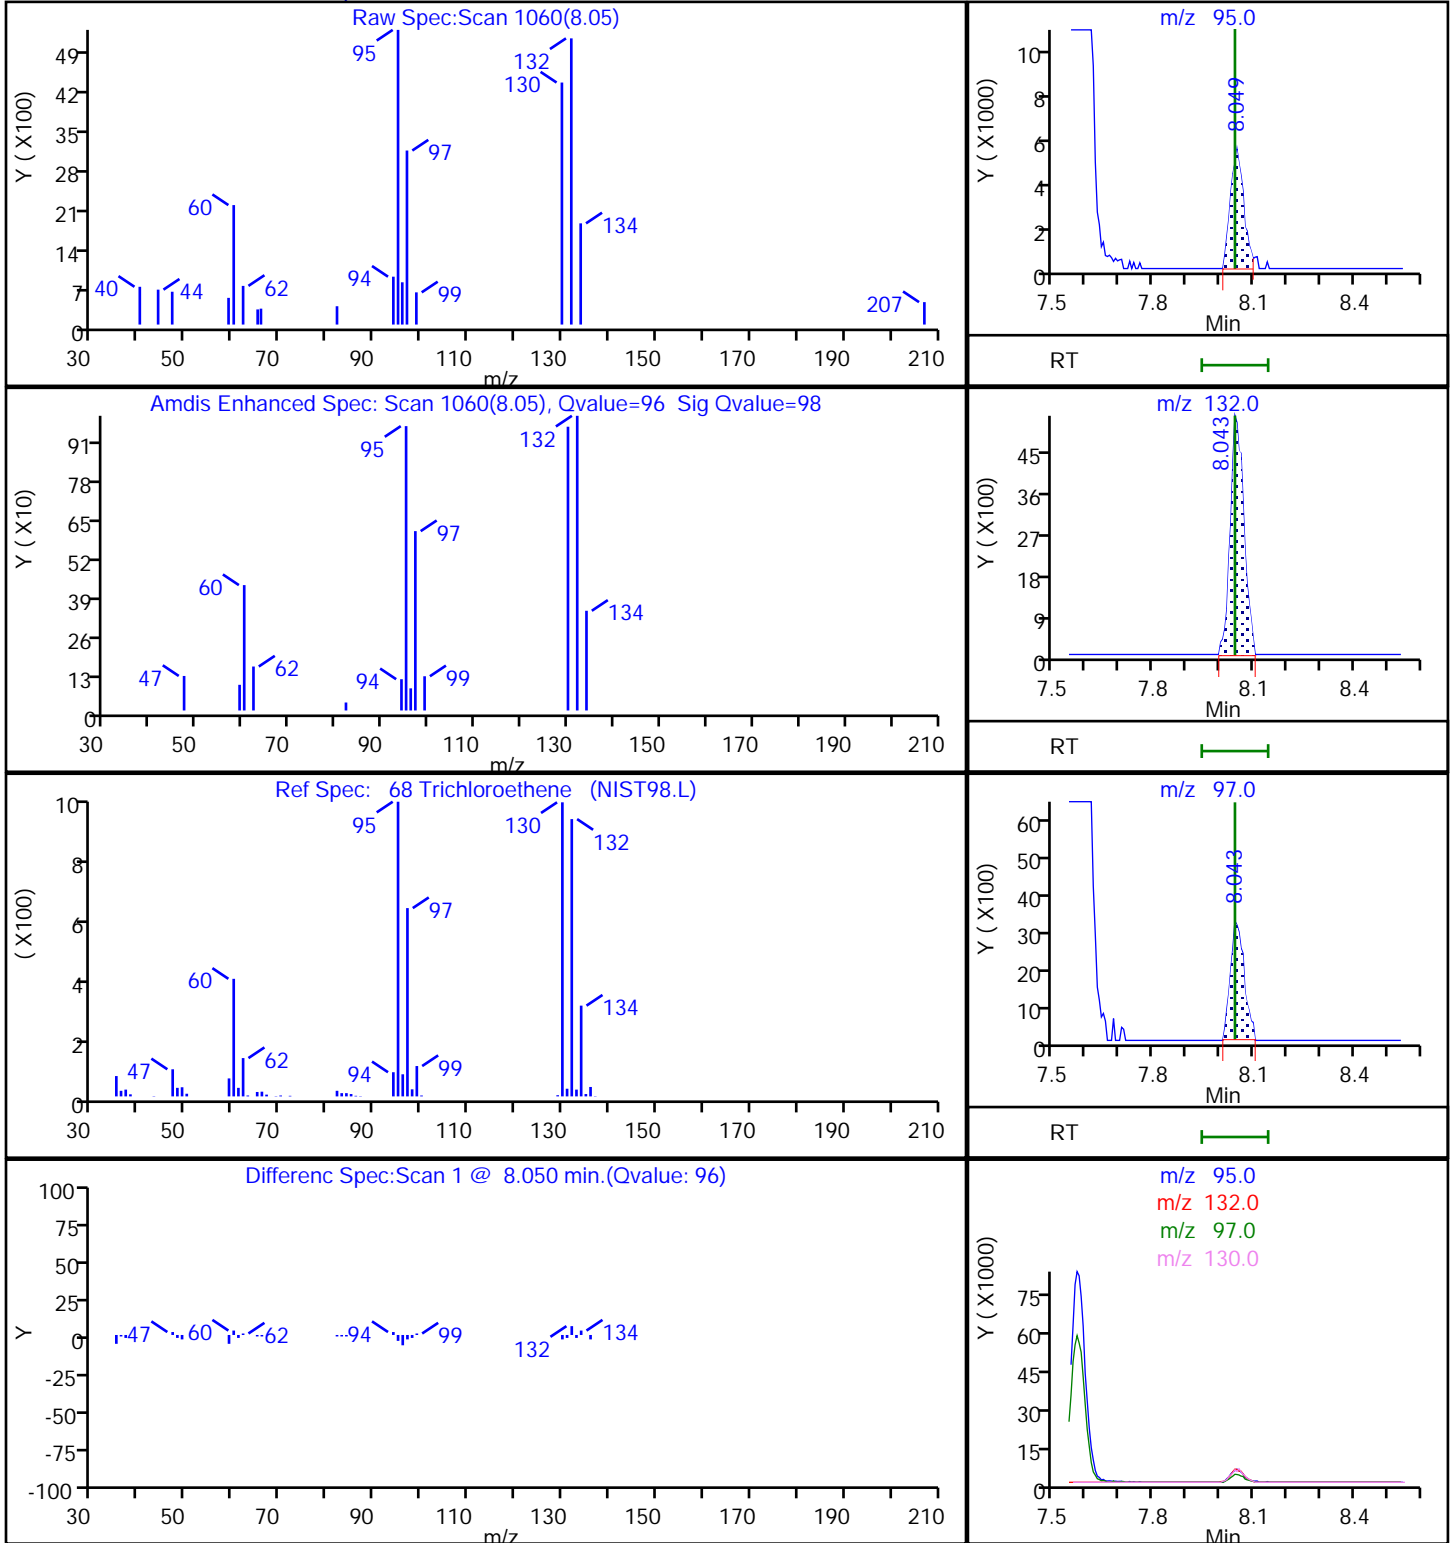 Raw Spec:Scan 1060(8.05)
Y ( X100)
49
42
35
28
21
14
7
0
95
132
130
97
60
134
94
40
44
62
99
207
30 50 70 90 110 130 150 170 190 210
m/z
m/z 95.0
Y ( X1000)
10
8
6
4
2
0
8.049
7.5 7.8 8.1 8.4
Min
RT
Amdis Enhanced Spec: Scan 1060(8.05), Qvalue=96 Sig Qvalue=98
Y ( X10)
91
78
65
52
39
26
13
0
95
132
97
60
134
47
62
94
99
30 50 70 90 110 130 150 170 190 210
m/z
m/z 132.0
Y ( X100)
45
36
27
18
9
0
8.043
7.5 7.8 8.1 8.4
Min
RT
Ref Spec: 68 Trichloroethene (NIST98.L)
( X100)
10
8
6
4
2
0
95
130
132
97
60
134
47
62
94
99
30 50 70 90 110 130 150 170 190 210
m/z 97.0
Y ( X100)
60
50
40
30
20
10
0
8.043
7.5 7.8 8.1 8.4
Min
RT
Differenc Spec:Scan 1 @ 8.050 min.(Qvalue: 96)
Y
100
75
50
25
0
-25
-50
-75
-100
47 60 62 94 99 132 134
30 50 70 90 110 130 150 170 190 210
m/z
m/z 95.0
m/z 132.0
m/z 97.0
m/z 130.0
Y ( X1000)
75
60
45
30
15
0
7.5 7.8 8.1 8.4
Min